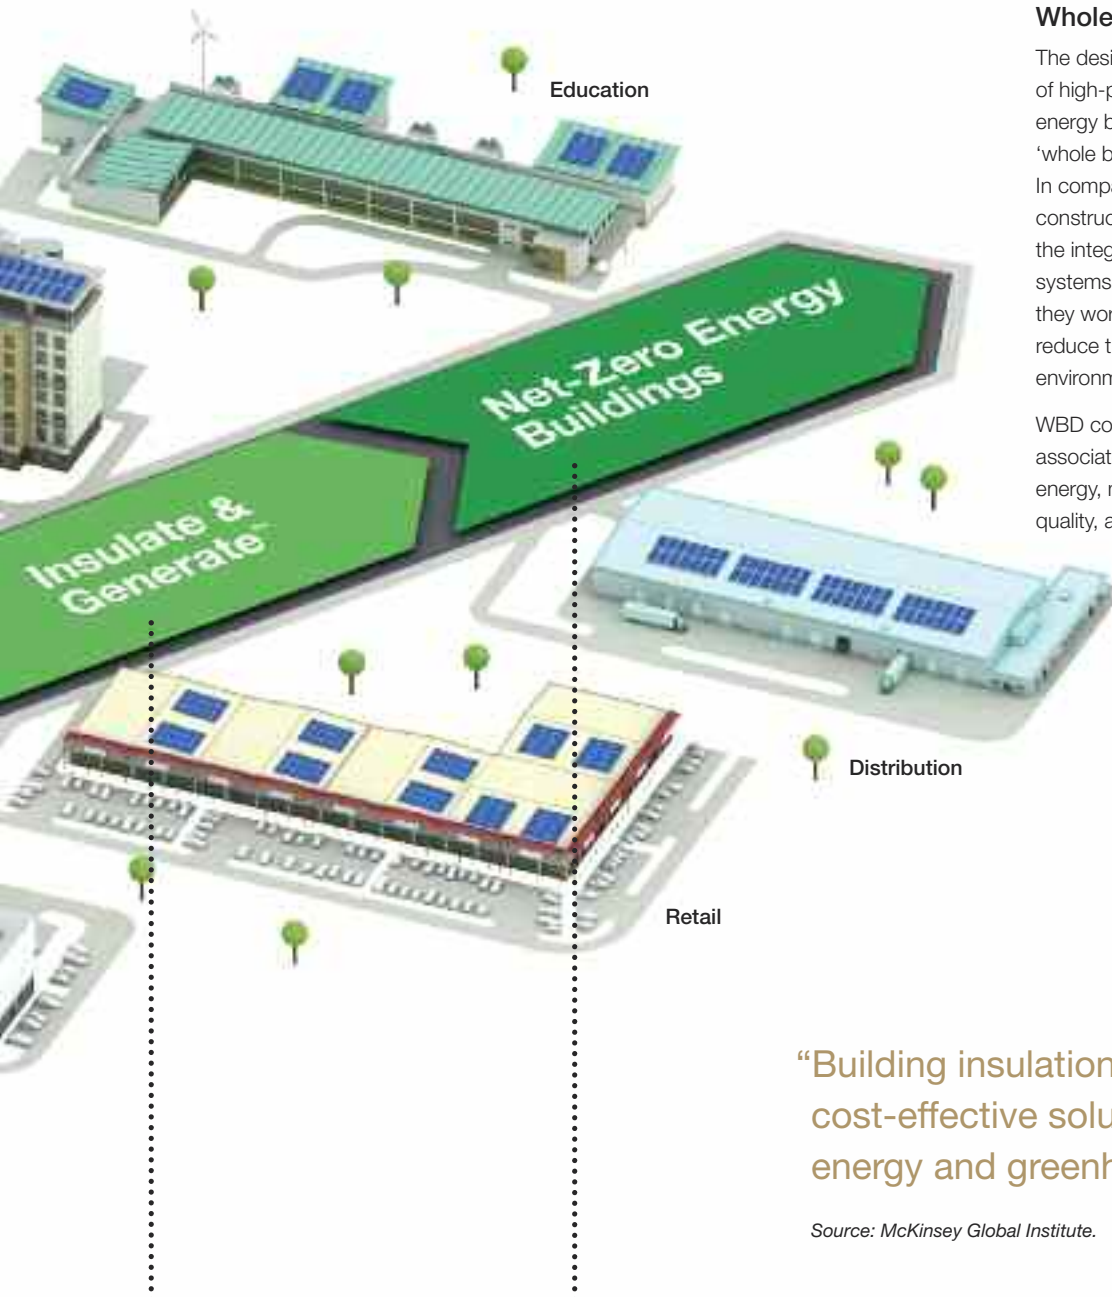 Education
Net-Zero Energy
Buildings
Insulate &
Generate™
Distribution
Retail
Whole
The desi
of high-p
energy b
‘whole b
In compa
construc
the integ
systems
they wor
reduce t
environm
WBD co
associat
energy, r
quality, a
“Building insulation
cost-effective solu
energy and greenh
Source: McKinsey Global Institute.